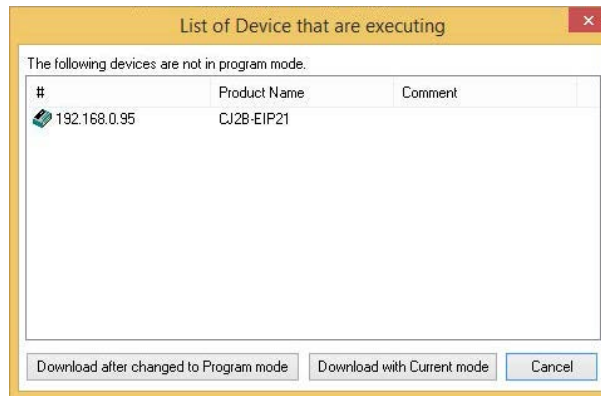 List of Device that are executing
The following devices are not in program mode.
# Product Name Comment
192.168.0.95 CJ2B-EIP21
Download after changed to Program mode Download with Current mode Cancel